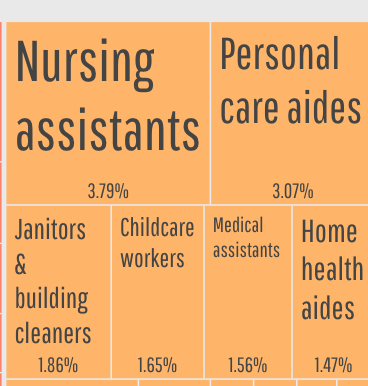 Nursing
assistants
3.79%
Personal
care aides
3.07%
Janitors
&
building
cleaners
1.86%
Childcare
workers
1.65%
Medical
assistants
1.56%
Home
health
aides
1.47%